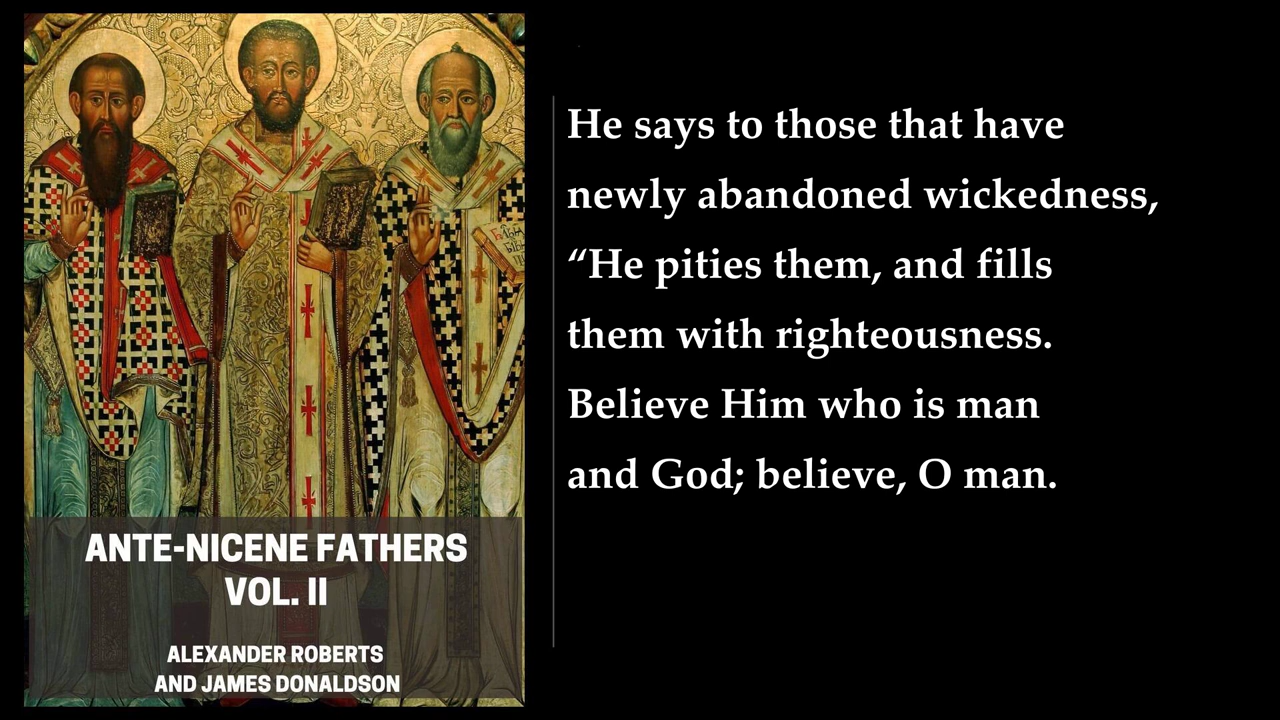 He says to those that have
newly abandoned wickedness,
“He pities them, and fills
them with righteousness.
Believe Him who is man
and God; believe, O man.
ANTE-NICENE FATHERS
VOL. II
ALEXANDER ROBERTS
AND JAMES DONALDSON